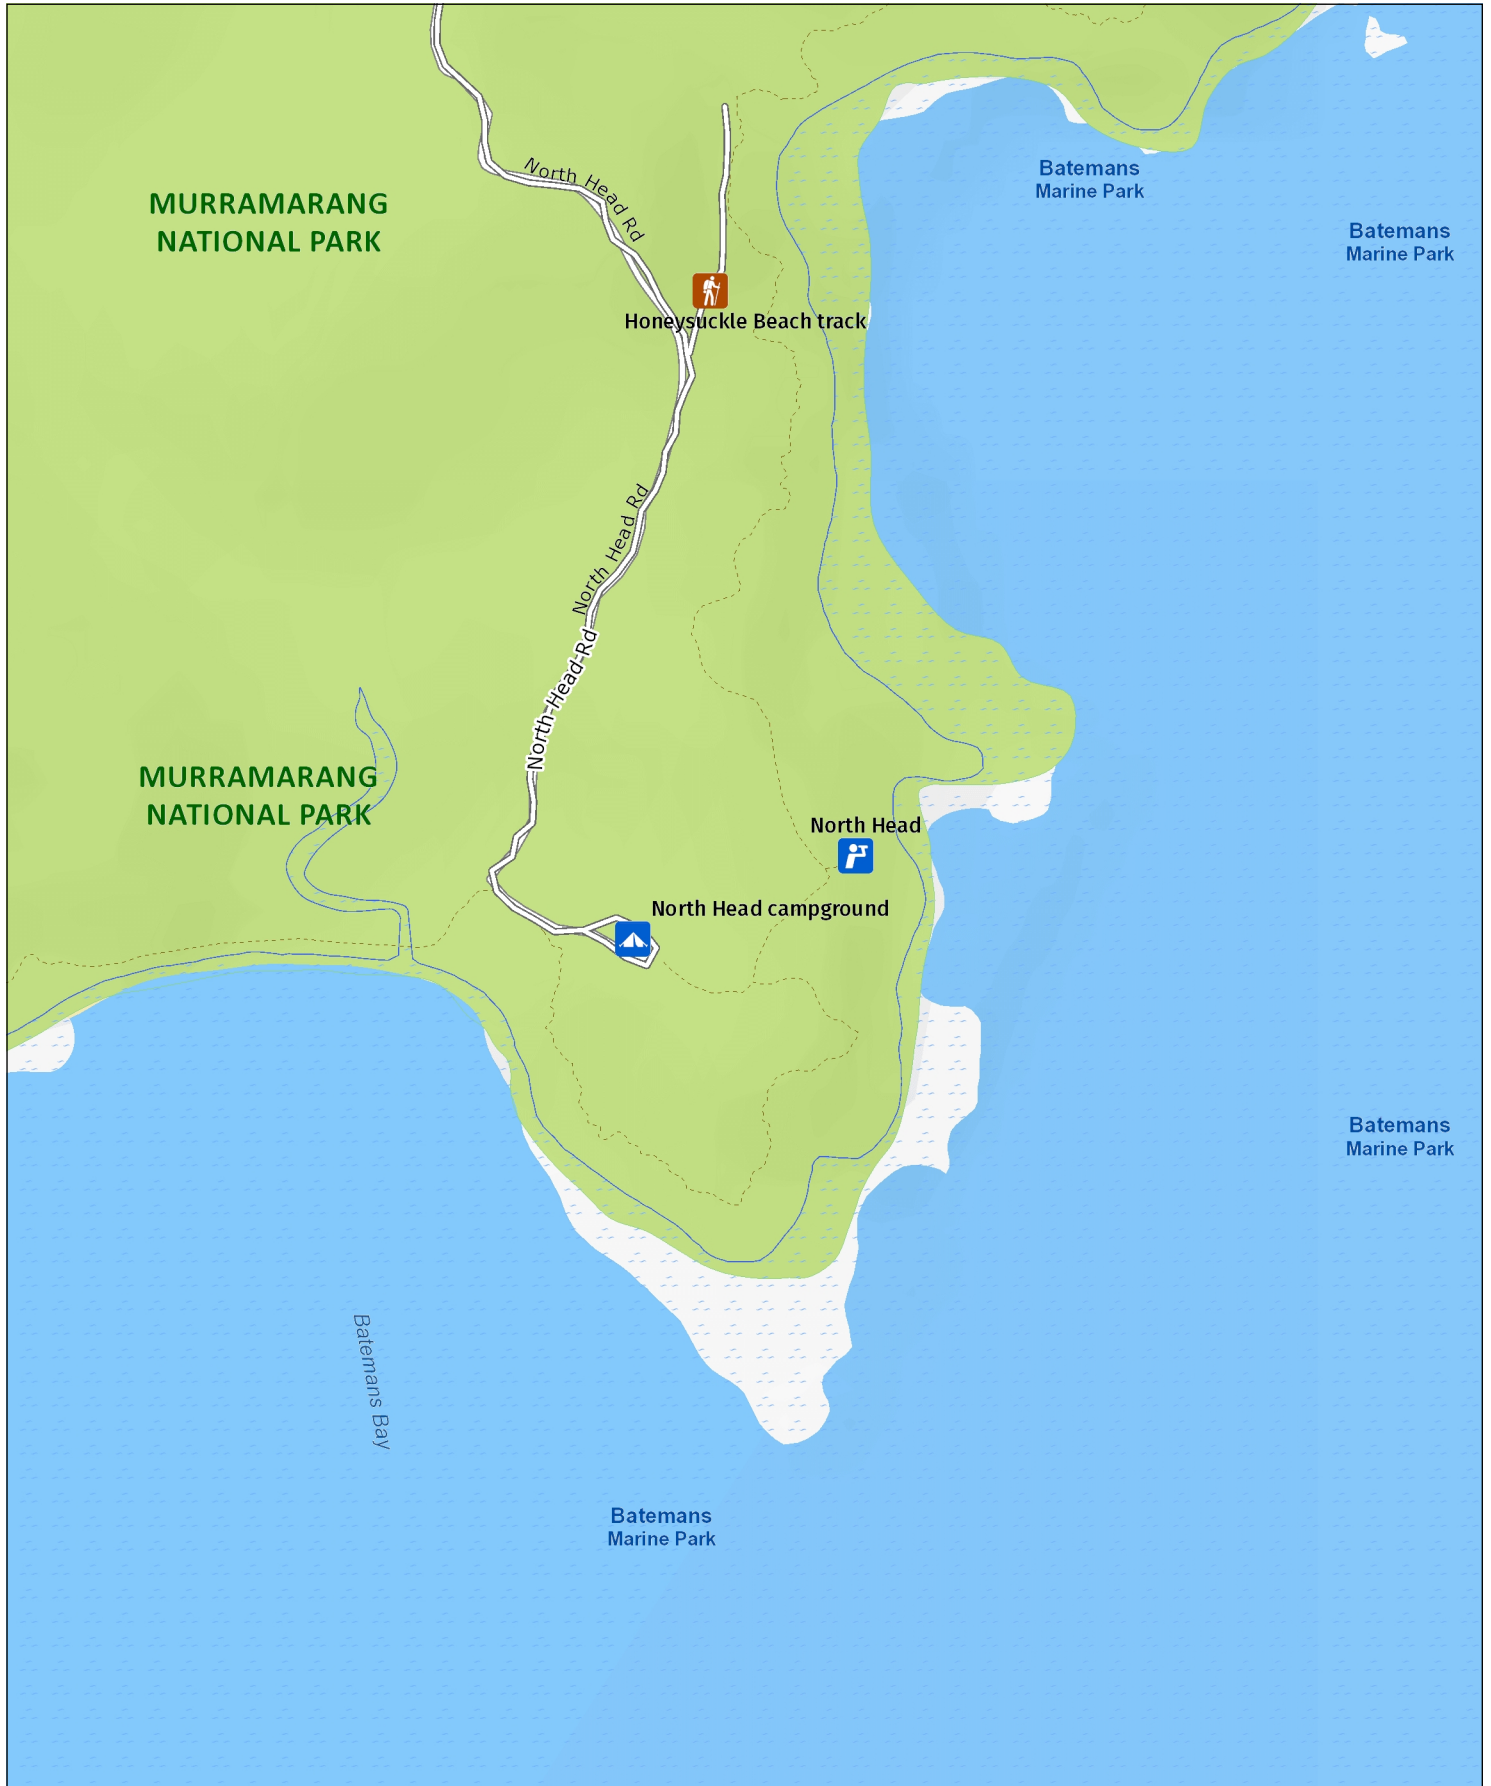 North Head Rd
Batemans
Marine Park
MURRAMARANG
NATIONAL PARK
Batemans
Marine Park
Honeysuckle Beach track
North Head Rd
North Head Rd
MURRAMARANG
NATIONAL PARK
North Head
North Head campground
Batemans
Marine Park
Batemans Bay
Batemans
Marine Park